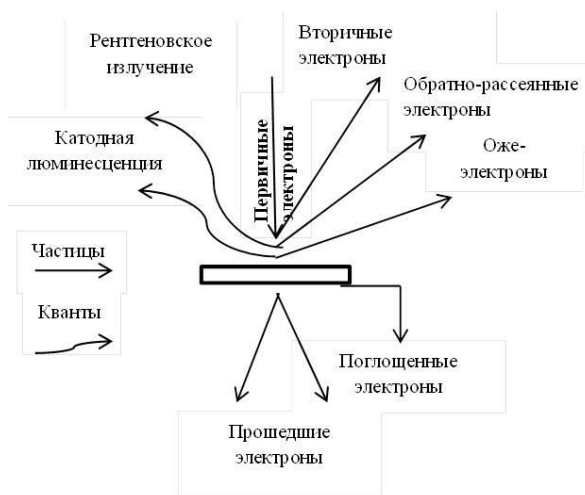 Рентгеновское
излучение
Вторичные
электроны
Обратно-рассеянные
электроны
Оже-
электроны
Катодная
люминесценция
Первичные
электроны
Частицы
Кванты
Поглощенные
электроны
Прошедшие
электроны